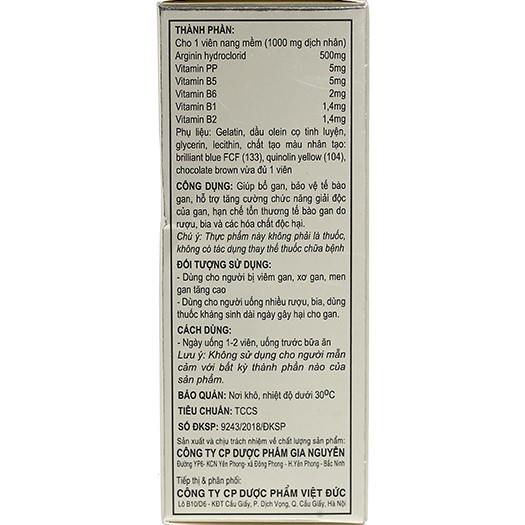 THÀNH PHẦN:
Cho 1 viên nang mềm (1000 mg dịch nhân)
Arginin hydroclorid 500mg
Vitamin PP 5mg
Vitamin B5 5mg
Vitamin B6 2mg
Vitamin B1 1,4mg
Vitamin B2 1,4mg
Phụ liệu: Gelatin, dầu olein cọ tinh luyện,
glycerin, lecithin, chất tạo màu nhân tạo:
brilliant blue FCF (133), quinolin yellow (104),
chocolate brown vừa đủ 1 viên
CÔNG DỤNG: Giúp bổ gan, bảo vệ tế bào
gan, hỗ trợ tăng cường chức năng giải độc
của gan, hạn chế tổn thương tế bào gan do
rượu, bia và các hóa chất độc hại.
Chú ý: Thực phẩm này không phải là thuốc,
không có tác dụng thay thế thuốc chữa bệnh
ĐỐI TƯỢNG SỬ DỤNG:
- Dùng cho người bị viêm gan, xơ gan, men
gan tăng cao
- Dùng cho người uống nhiều rượu, bia, dùng
thuốc kháng sinh dài ngày gây hại cho gan.
CÁCH DÙNG:
- Ngày uống 1-2 viên, uống trước bữa ăn
Lưu ý: Không sử dụng cho người mẫn
cảm với bất kỳ thành phần nào của
sản phẩm.
BẢO QUẢN: Nơi khô, nhiệt độ dưới 30ºC
TIÊU CHUẨN: TCCS
SỐ ĐKSP: 9243/2018/ĐKSP
Sản xuất và chịu trách nhiệm về chất lượng sản phẩm:
CÔNG TY CP DƯỢC PHẨM GIA NGUYÊN
Đường YP6- KCN Yên Phong- xã Đông Phong - H.Yên Phong- Bắc Ninh
Tiếp thị & phân phối:
CÔNG TY CP DƯỢC PHẨM VIỆT ĐỨC
Lô B10/D6 - KĐT Cầu Giấy, P. Dịch Vọng, Q. Cầu Giấy, Hà Nội